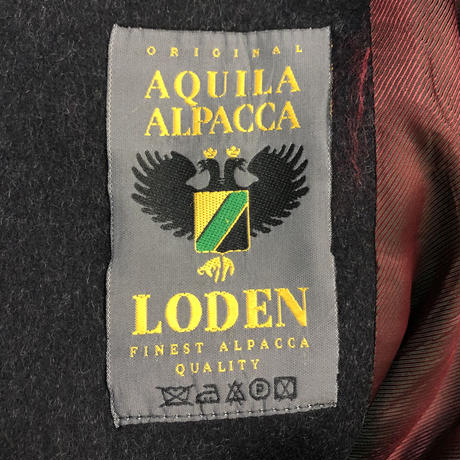 ORIGINAL
AQUILA
ALPACCA
LODEN
FINEST ALPACCA
QUALITY
P